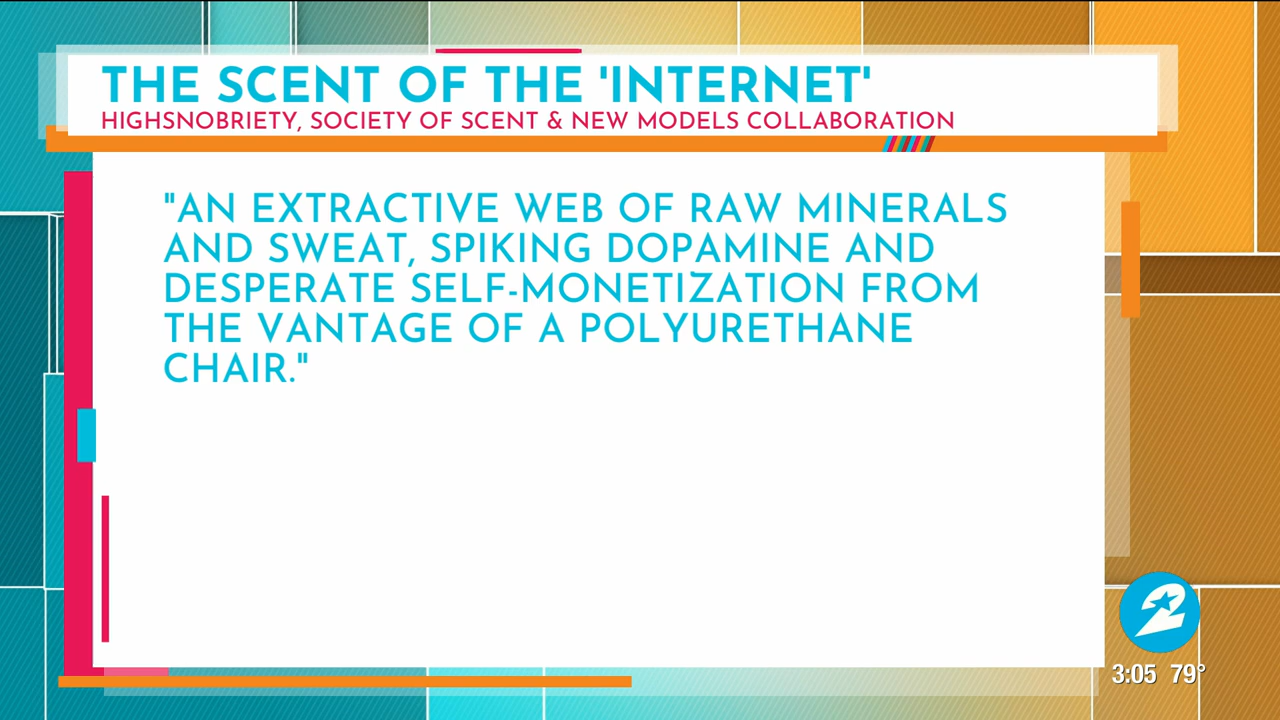 THE SCENT OF THE 'INTERNET'
HIGHSNOBRIETY, SOCIETY OF SCENT & NEW MODELS COLLABORATION
"AN EXTRACTIVE WEB OF RAW MINERALS
AND SWEAT, SPIKING DOPAMINE AND
DESPERATE SELF-MONETIZATION FROM
THE VANTAGE OF A POLYURETHANE
CHAIR."
2
3:05 79°